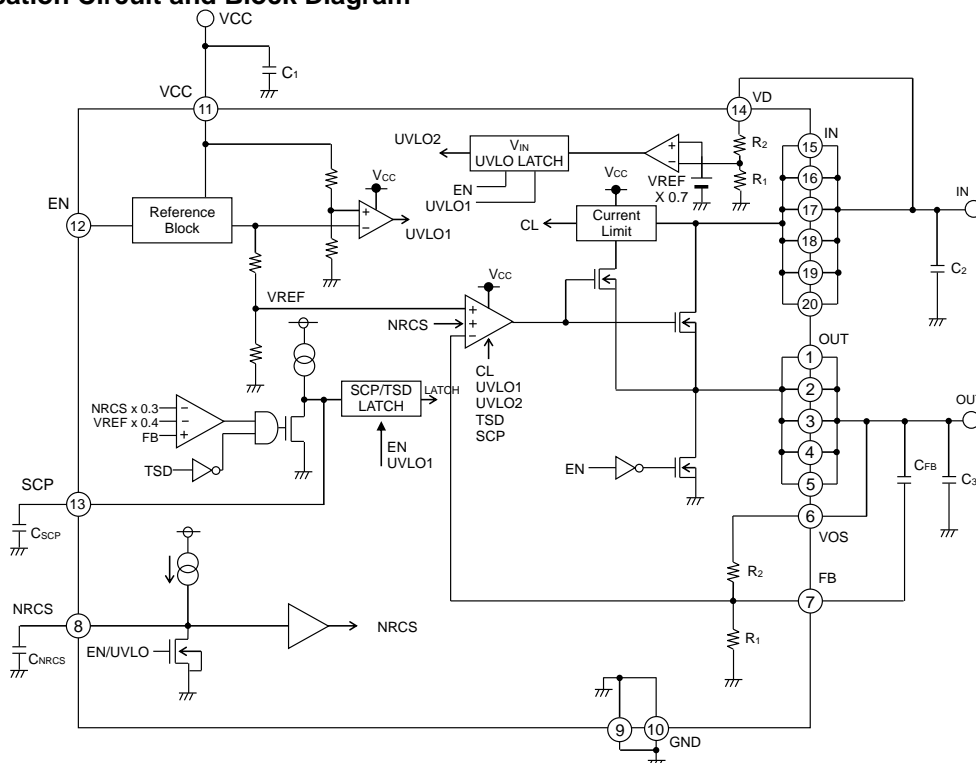 ation Circuit and Block Diagram
VCC
C1
VCC
11
VD
14
IN
15
16
17
18
19
20
IN
C2
UVLO2
VIN
UVLO LATCH
EN
UVLO1
+
−
VREF
X 0.7
R2
R1
EN
12
Reference
Block
VCC
+
−
UVLO1
VCC
CL
Current
Limit
VREF
NRCS
VCC
+
+
−
CL
UVLO1
UVLO2
TSD
SCP
OUT
1
2
3
4
5
OUT
CFB
C3
NRCS x 0.3
VREF x 0.4
FB
−
−
+
TSD
SCP/TSD
LATCH
LATCH
EN
UVLO1
EN
SCP
13
CSCP
6
VOS
R2
FB
7
R1
NRCS
8
CNRCS
EN/UVLO
NRCS
9
10
GND